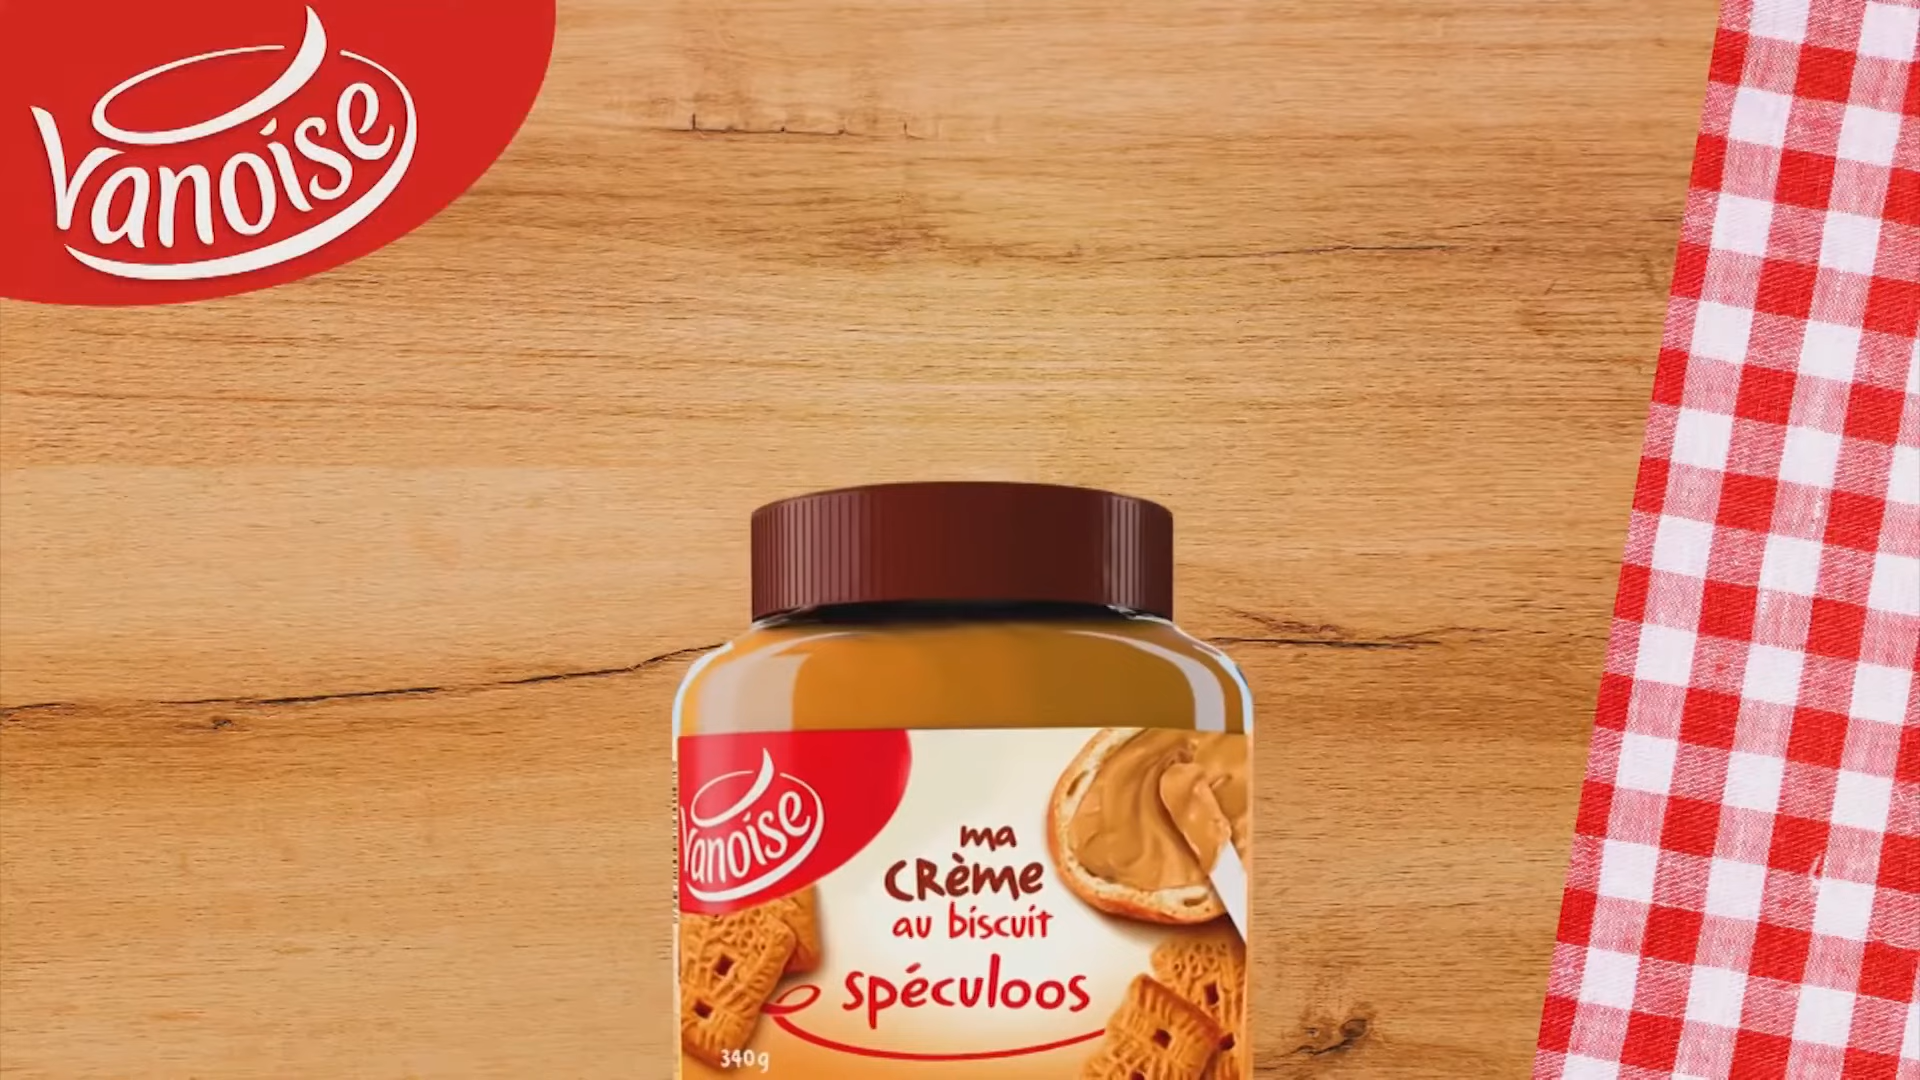 Vanoise
Vanoise
ma
CRème
au biscuit
spéculoos
340g